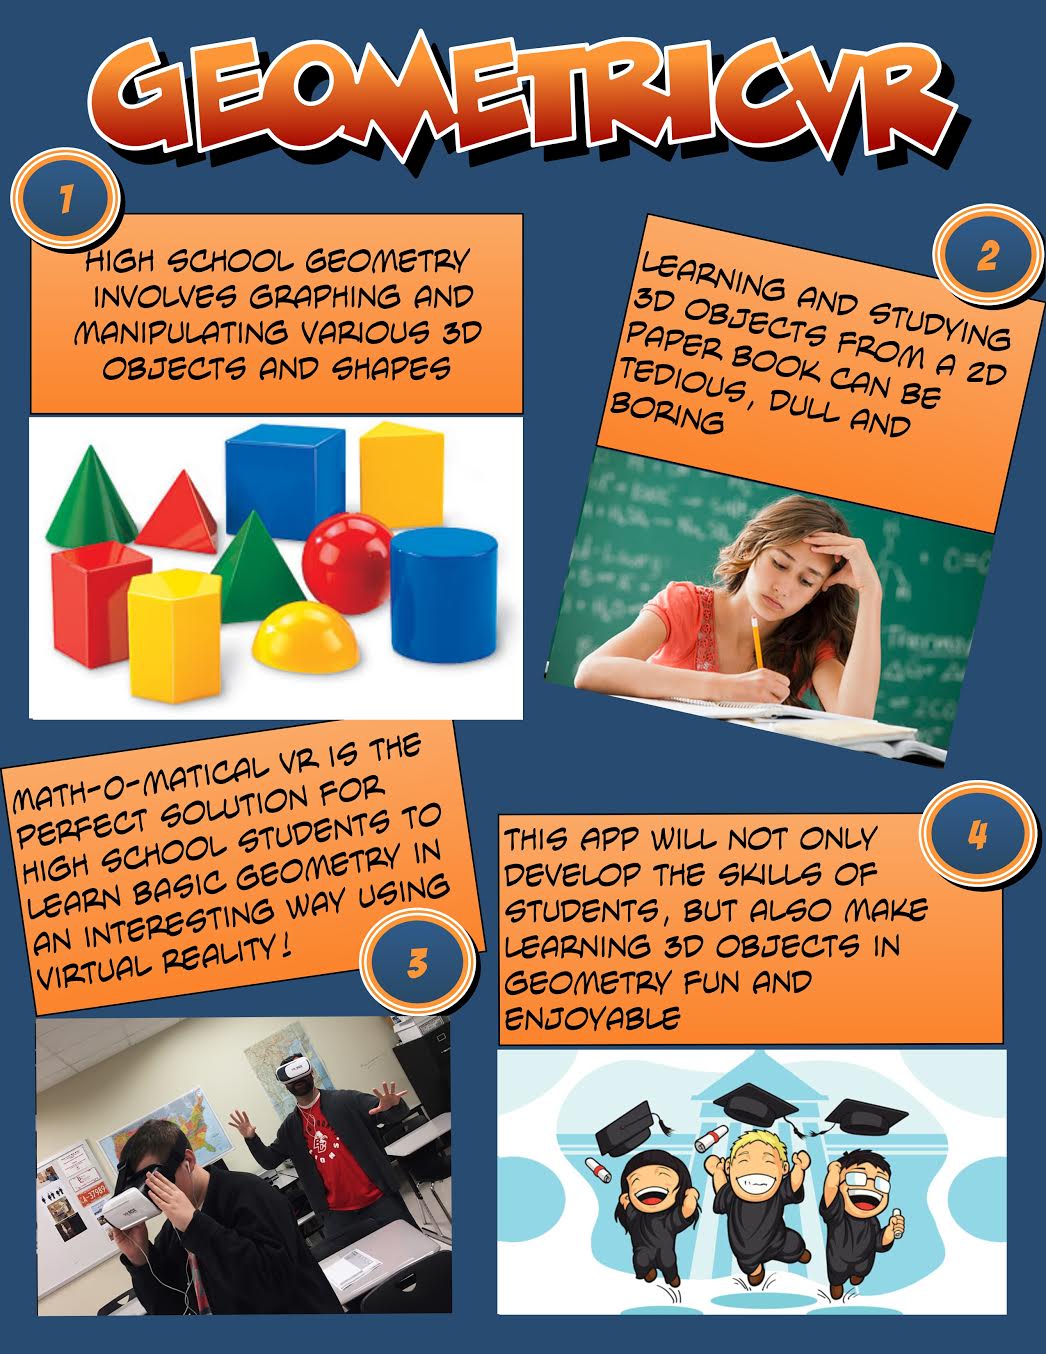 GEOMETRICVR
1
HIGH SCHOOL GEOMETRY
INVOLVES GRAPHING AND
MANIPULATING VARIOUS 3D
OBJECTS AND SHAPES
2
LEARNING AND STUDYING
3D OBJECTS FROM A 2D
PAPER BOOK CAN BE
TEDIOUS, DULL AND
BORING
MATH-O-MATICAL VR IS THE
PERFECT SOLUTION FOR
HIGH SCHOOL STUDENTS TO
LEARN BASIC GEOMETRY IN
AN INTERESTING WAY USING
VIRTUAL REALITY!
3
4
THIS APP WILL NOT ONLY
DEVELOP THE SKILLS OF
STUDENTS, BUT ALSO MAKE
LEARNING 3D OBJECTS IN
GEOMETRY FUN AND
ENJOYABLE